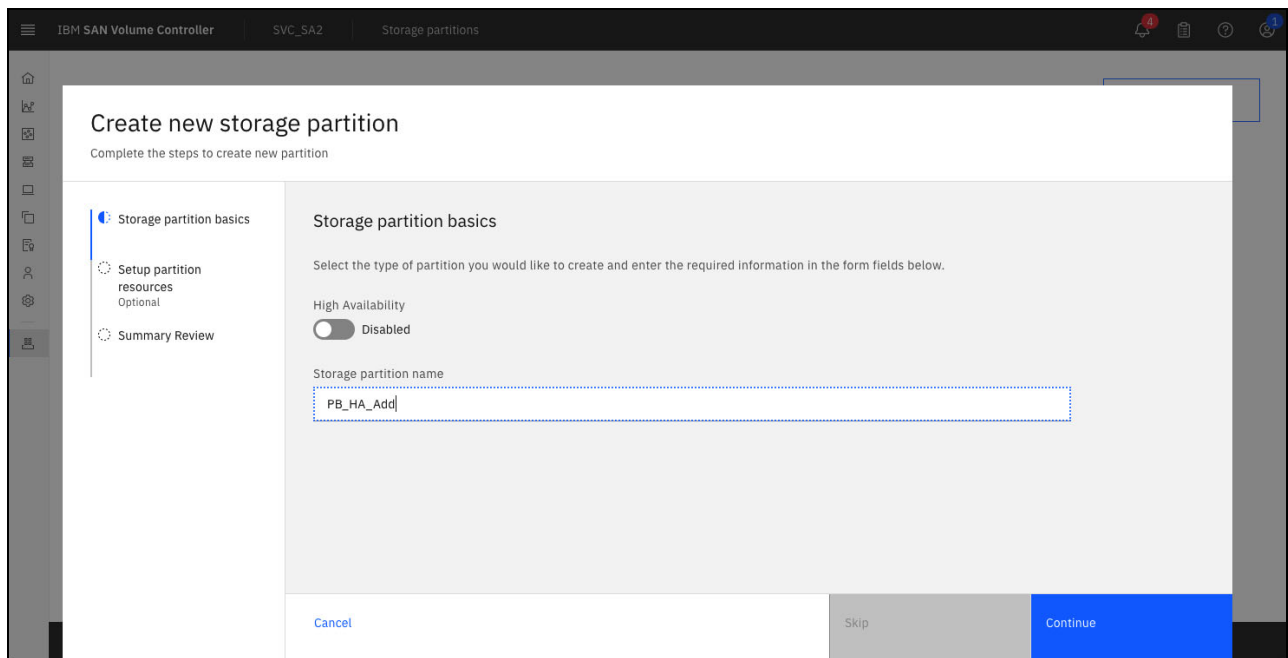 IBM SAN Volume Controller SVC_SA2 Storage partitions 4 1
Create new storage partition
Complete the steps to create new partition
Storage partition basics
Setup partition
resources
Optional
Summary Review
Storage partition basics
Select the type of partition you would like to create and enter the required information in the form fields below.
High Availability
Disabled
Storage partition name
PB_HA_Add
Cancel Skip Continue